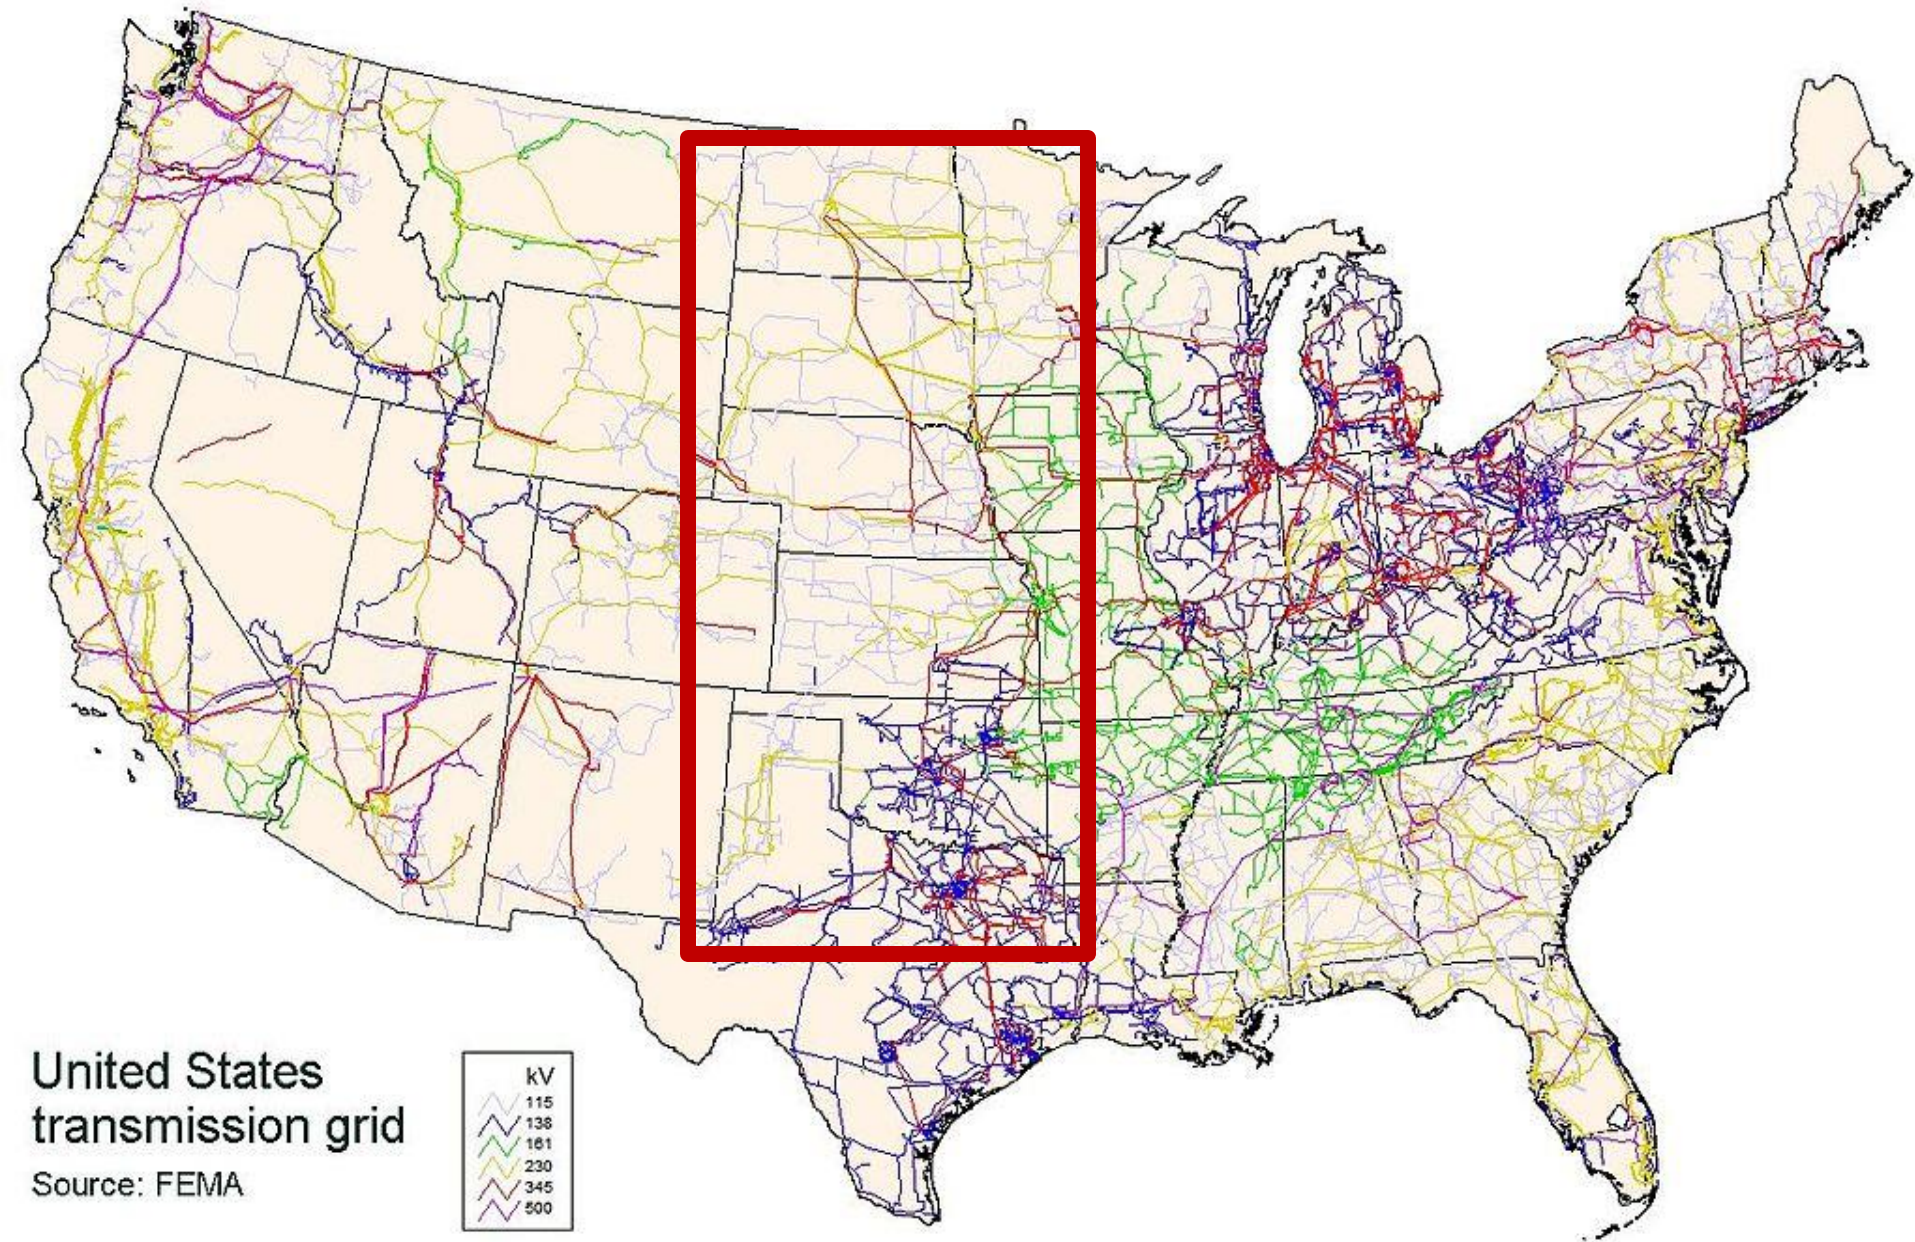 United States
transmission grid
Source: FEMA
kV
115
138
161
230
345
500